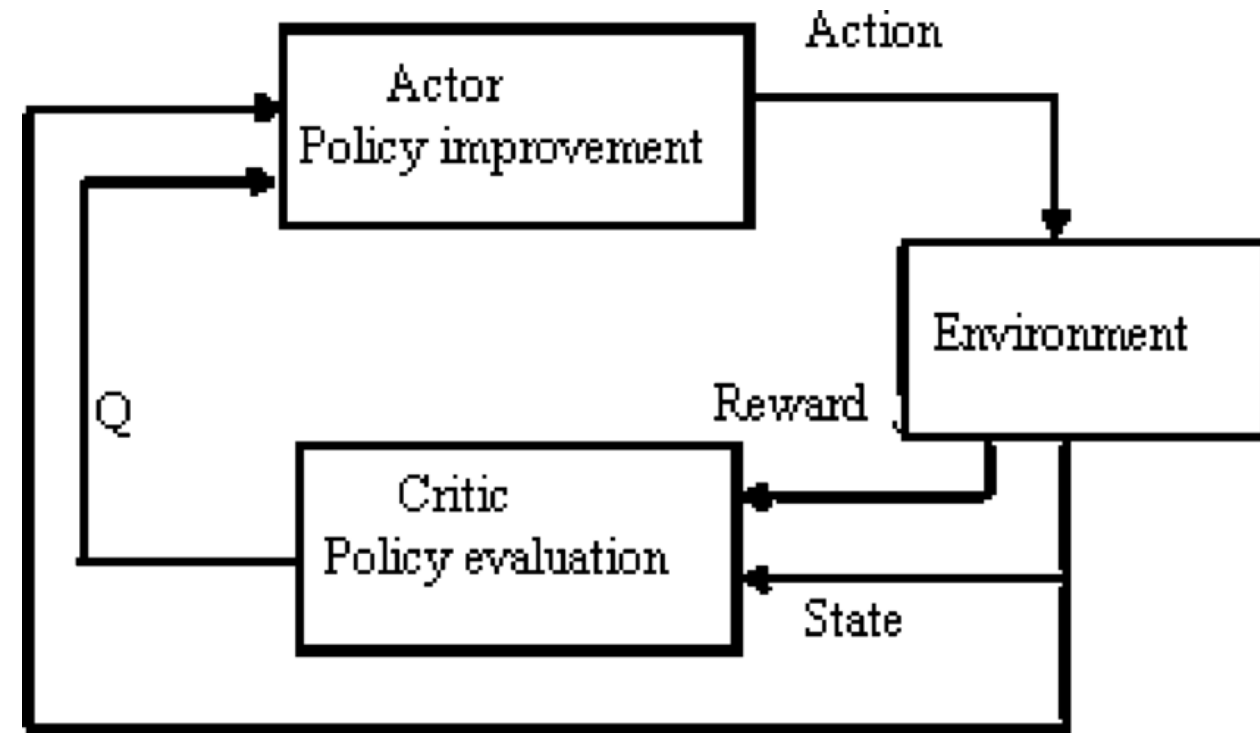 Action
Actor
Policy improvement
Environment
Reward
Q
Critic
Policy evaluation
State